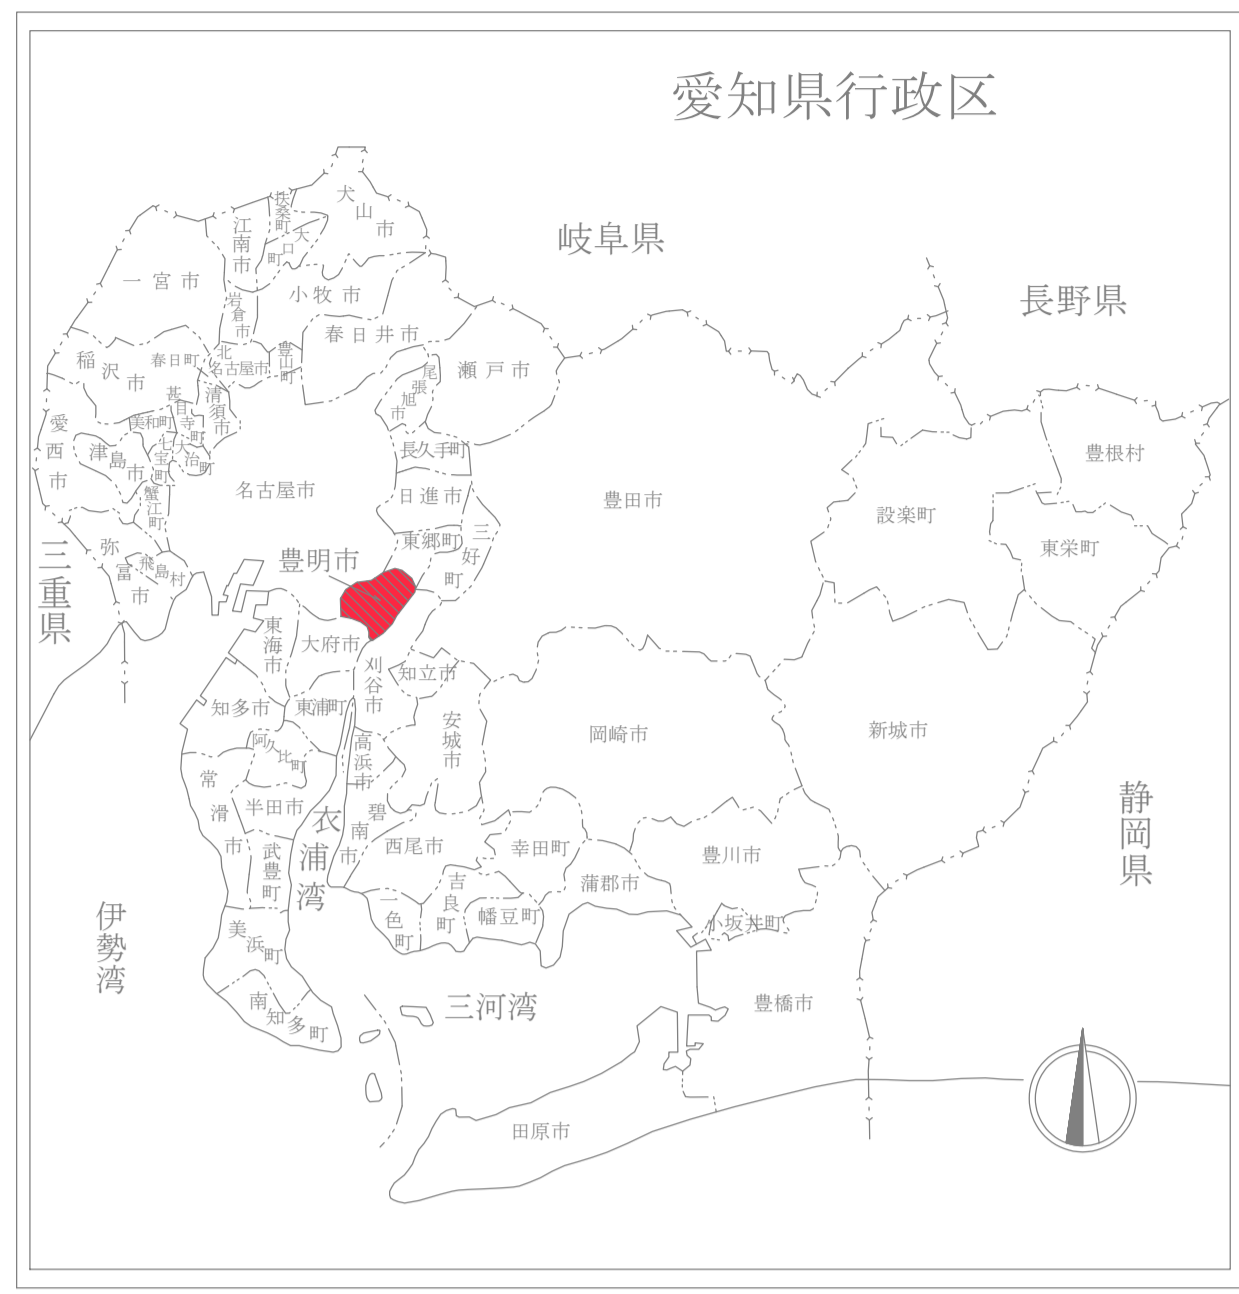 愛知県行政区
岐阜県
長野県
静岡県
三重県
伊勢湾
衣浦湾
三河湾
犬山市
扶桑町
大口町
江南市
一宮市
岩倉市
小牧市
春日井市
稲沢市
春日町
北名古屋市
豊山町
瀬戸市
尾張旭市
清須市
甚目寺町
美和町
愛西市
津島市
七宝町
大治町
蟹江町
長久手町
名古屋市
日進市
東郷町
三好町
弥富市
飛島村
豊明市
豊田市
設楽町
豊根村
東栄町
東海市
大府市
刈谷市
知立市
知多市
東浦町
安城市
岡崎市
新城市
阿久比町
高浜市
常滑市
半田市
碧南市
西尾市
幸田町
豊川市
武豊町
蒲郡市
吉良町
一色町
幡豆町
小坂井町
美浜町
南知多町
豊橋市
田原市